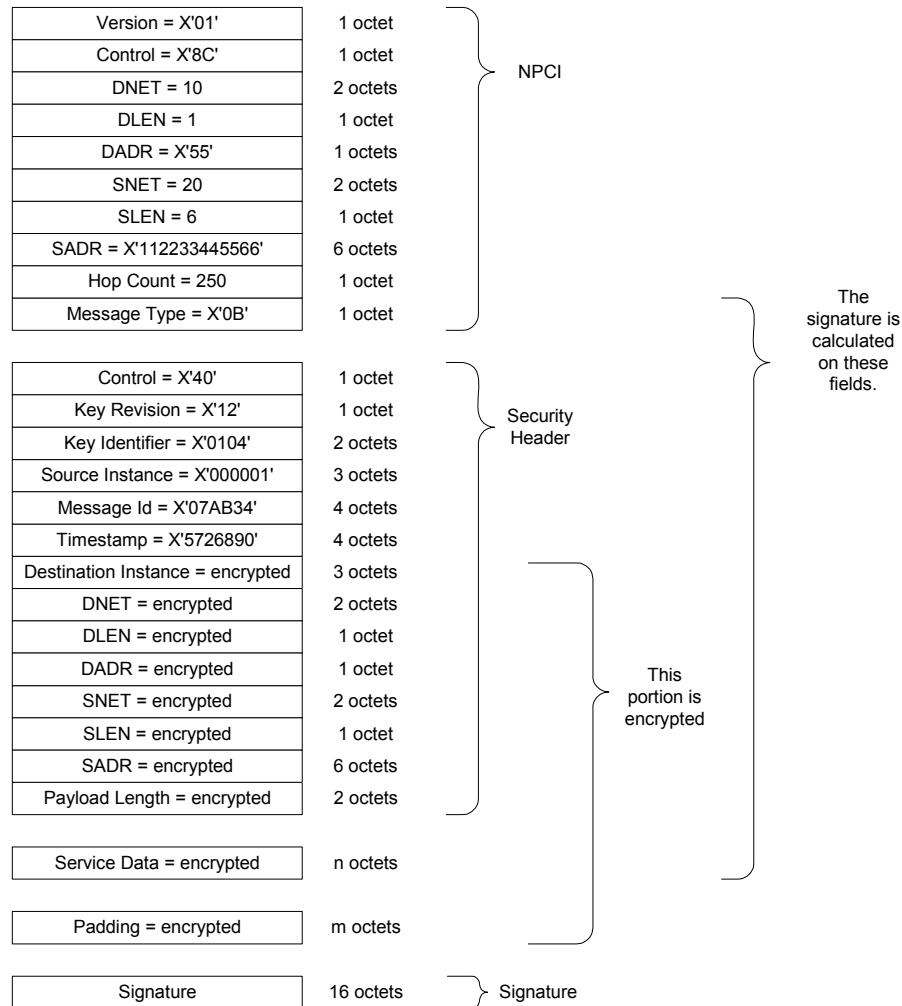 Version = X'01' 1 octet
Control = X'8C' 1 octet
DNET = 10 2 octets
DLEN = 1 1 octet
DADR = X'55' 1 octets
SNET = 20 2 octets
SLEN = 6 1 octet
SADR = X'112233445566' 6 octets
Hop Count = 250 1 octet
Message Type = X'0B' 1 octet
NPCI
Control = X'40' 1 octet
Key Revision = X'12' 1 octet
Key Identifier = X'0104' 2 octets
Source Instance = X'000001' 3 octets
Message Id = X'07AB34' 4 octets
Timestamp = X'5726890' 4 octets
Destination Instance = encrypted 3 octets
DNET = encrypted 2 octets
DLEN = encrypted 1 octet
DADR = encrypted 1 octet
SNET = encrypted 2 octets
SLEN = encrypted 1 octet
SADR = encrypted 6 octets
Payload Length = encrypted 2 octets
Security
Header
Service Data = encrypted n octets
Padding = encrypted m octets
This
portion is
encrypted
The
signature is
calculated
on these
fields.
Signature 16 octets Signature